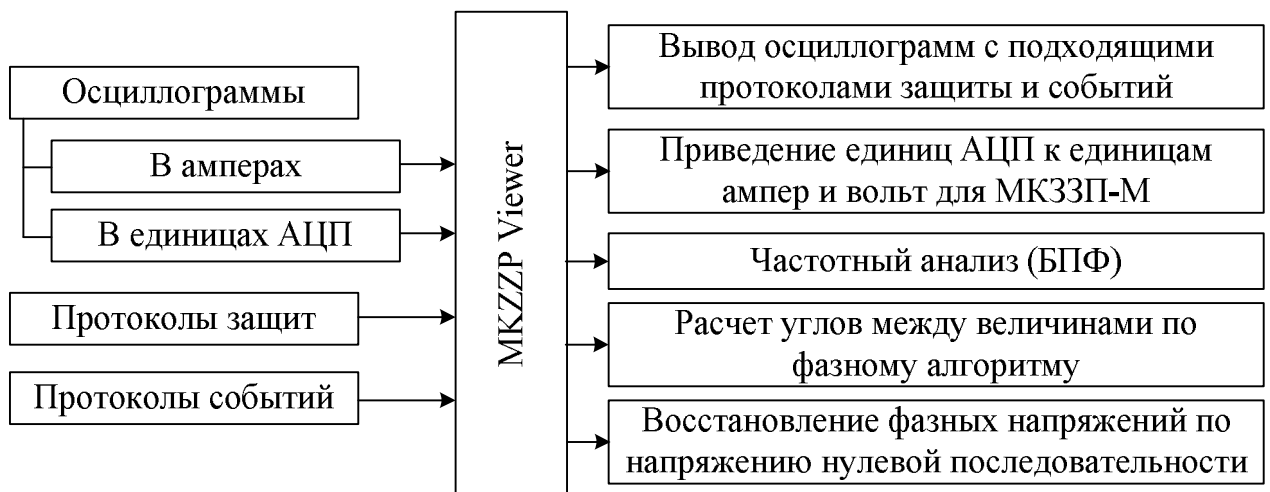 Осциллограммы
В амперах
В единицах АЦП
Протоколы защит
Протоколы событий
MKZZP Viewer
Вывод осциллограмм с подходящими
протоколами защиты и событий
Приведение единиц АЦП к единицам
ампер и вольт для МКЗЗП-М
Частотный анализ (БПФ)
Расчет углов между величинами по
фазному алгоритму
Восстановление фазных напряжений по
напряжению нулевой последовательности